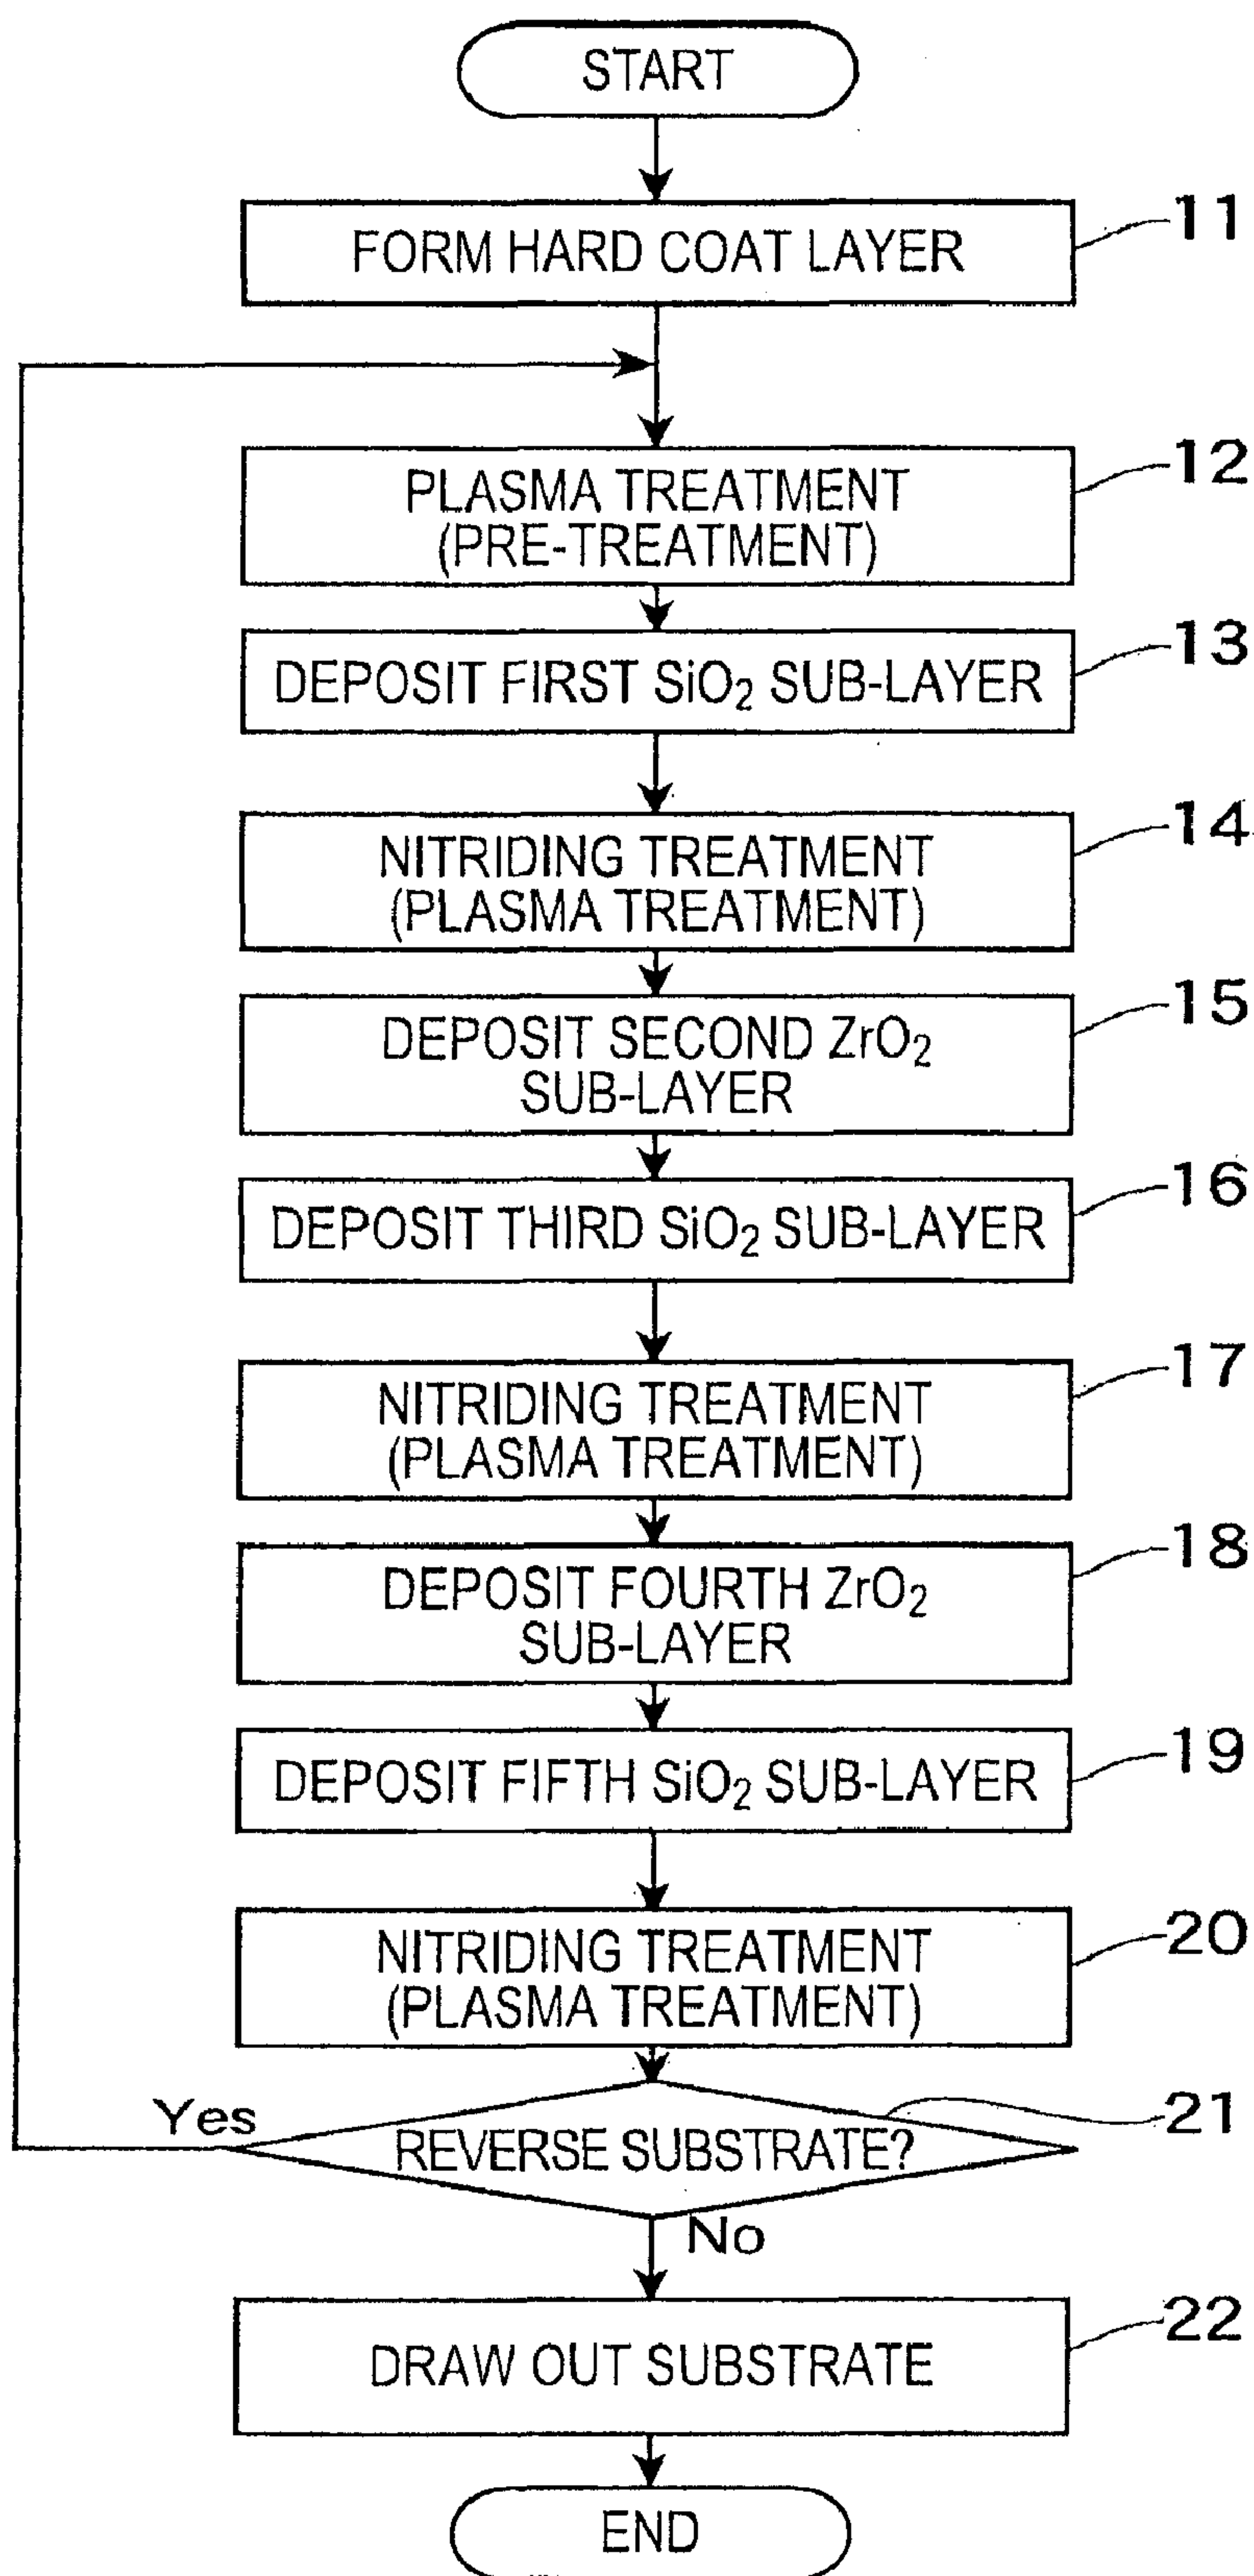 START
FORM HARD COAT LAYER
11
PLASMA TREATMENT
(PRE-TREATMENT)
12
DEPOSIT FIRST SiO₂ SUB-LAYER
13
NITRIDING TREATMENT
(PLASMA TREATMENT)
14
DEPOSIT SECOND ZrO₂
SUB-LAYER
15
DEPOSIT THIRD SiO₂ SUB-LAYER
16
NITRIDING TREATMENT
(PLASMA TREATMENT)
17
DEPOSIT FOURTH ZrO₂
SUB-LAYER
18
DEPOSIT FIFTH SiO₂ SUB-LAYER
19
NITRIDING TREATMENT
(PLASMA TREATMENT)
20
Yes
REVERSE SUBSTRATE?
21
No
DRAW OUT SUBSTRATE
22
END